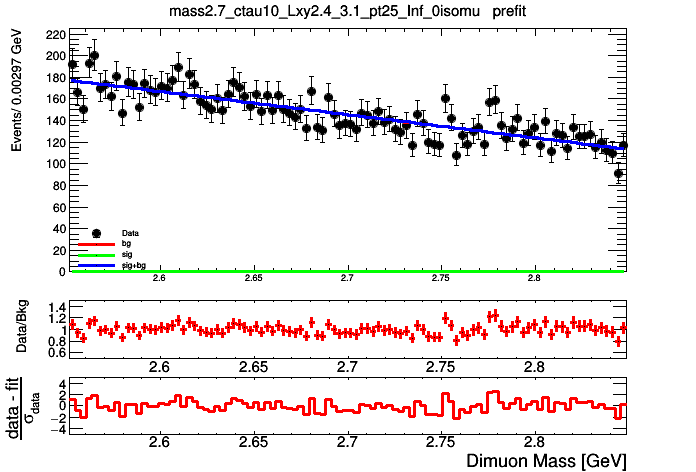 mass2.7_ctau10_Lxy2.4_3.1_pt25_Inf_0isomu prefit
Events/ 0.00297 GeV
220
200
180
160
140
120
100
80
60
40
20
0
Data
bg
sig
sig+bg
2.6 2.65 2.7 2.75 2.8
Data/Bkg
1.4
1.2
1
0.8
0.6
2.6 2.65 2.7 2.75 2.8
data - fit
σdata
4
2
0
−2
−4
2.6 2.65 2.7 2.75 2.8
Dimuon Mass [GeV]